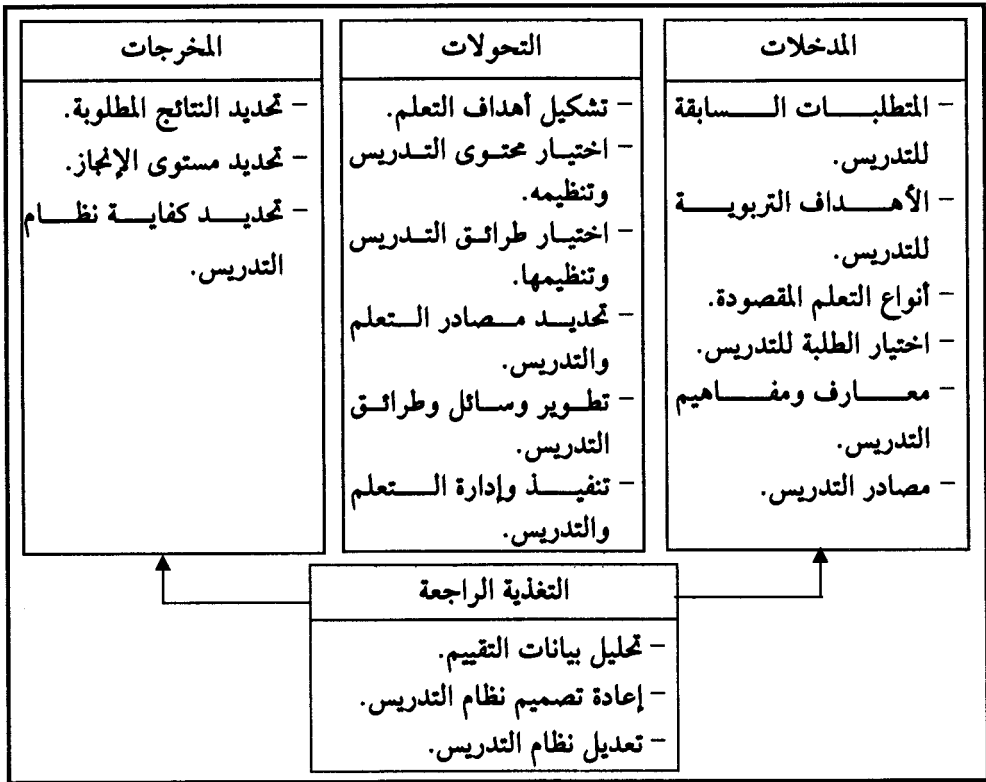 المدخلات
– المتطلبات السابقة
للتدريس.
– الأهداف التربوية
للتدريس.
– أنواع التعلم المقصودة.
– اختيار الطلبة للتدريس.
– معارف ومفاهيم
التدريس.
– مصادر التدريس.
التحولات
– تشكيل أهداف التعلم.
– اختيار محتوى التدريس
وتنظيمه.
– اختيار طرائق التدريس
وتنظيمها.
– تحديد مصادر التعلم
والتدريس.
– تطوير وسائل وطرائق
التدريس.
– تنفيذ وإدارة التعلم
والتدريس.
المخرجات
– تحديد النتائج المطلوبة.
– تحديد مستوى الإنجاز.
– تحديد كفاية نظام
التدريس.
التغذية الراجعة
– تحليل بيانات التقييم.
– إعادة تصميم نظام التدريس.
– تعديل نظام التدريس.